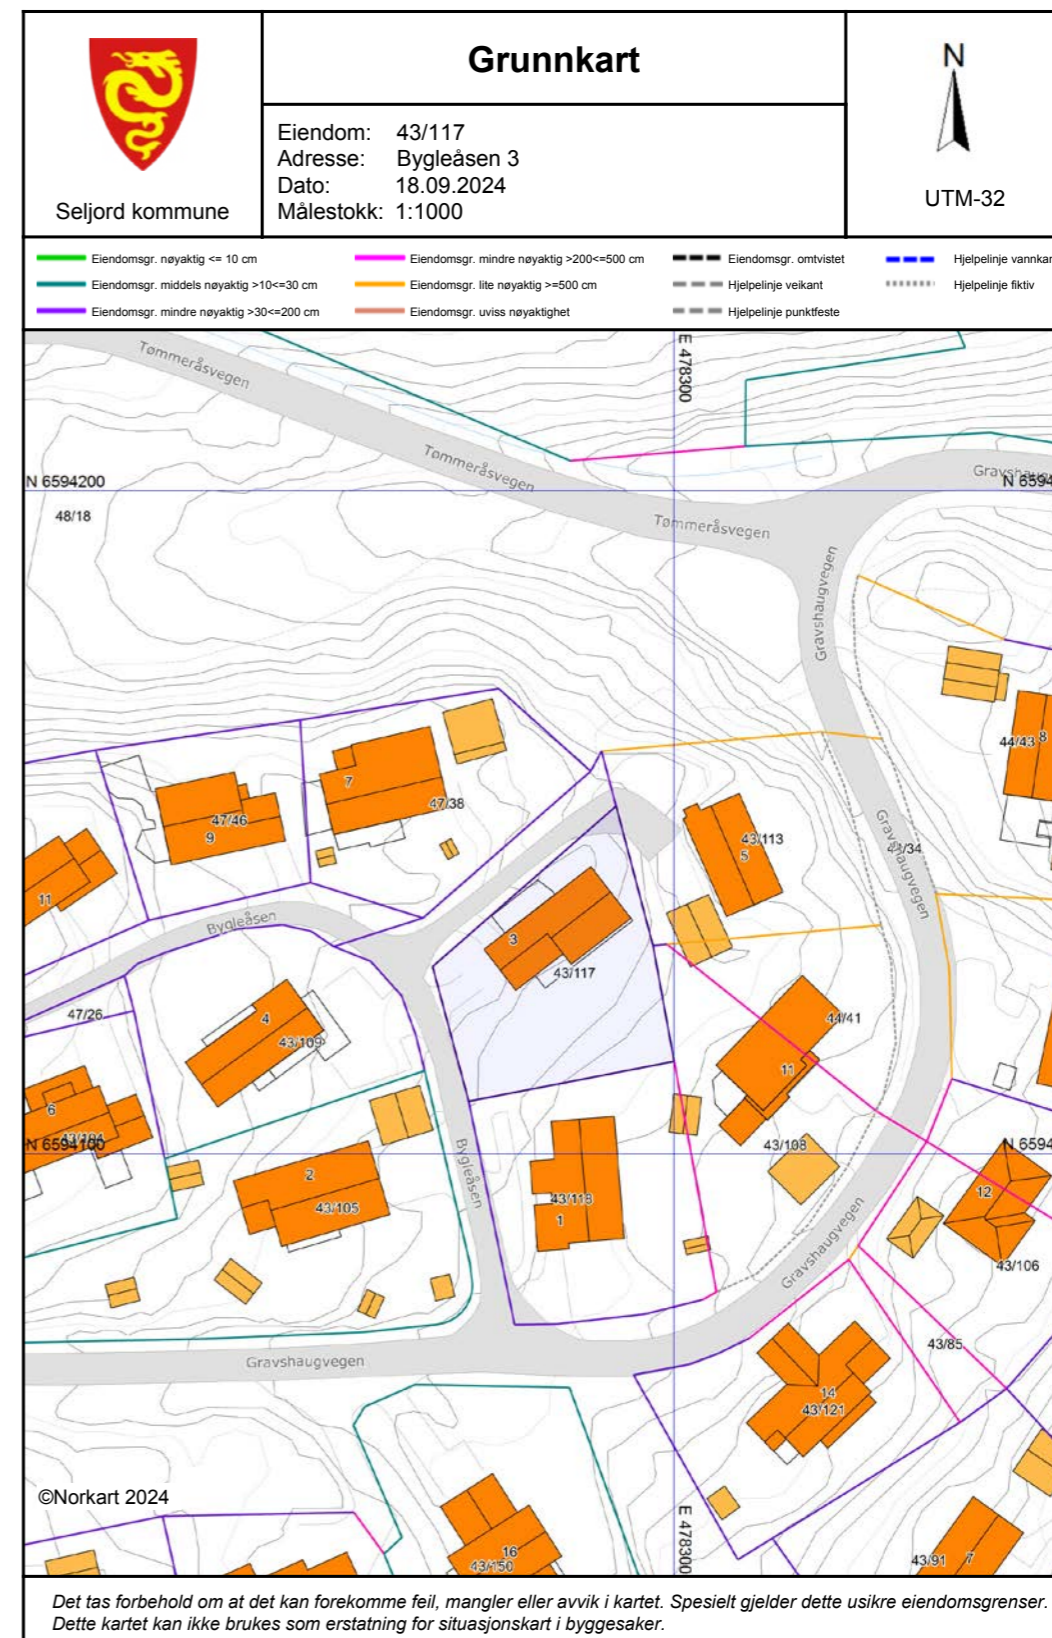 Grunnkart
Seljord kommune
Eiendom: 43/117
Adresse: Bygleåsen 3
Dato: 18.09.2024
Målestokk: 1:1000
N
UTM-32
Eiendomsgr. nøyaktig <= 10 cm
Eiendomsgr. middels nøyaktig >10<=30 cm
Eiendomsgr. mindre nøyaktig >30<=200 cm
Eiendomsgr. mindre nøyaktig >200<=500 cm
Eiendomsgr. lite nøyaktig >=500 cm
Eiendomsgr. uviss nøyaktighet
Eiendomsgr. omtvistet
Hjelpelinje veikant
Hjelpelinje punktfeste
Hjelpelinje vannkan
Hjelpelinje fiktiv
Tømmeråsvegen
E 478300
Tømmeråsvegen
N 6594200
48/18
Tømmeråsvegen
N 6594
Gravshaugvegen
44/43
8
7
47/38
47/46
9
43/113
5
Gravshaugvegen
11
Bygleåsen
3
43/117
47/26
4
43/109
44/41
11
6
N 6594100
43/108
N 6594
2
43/105
Bygleåsen
43/118
1
12
43/106
Gravshaugvegen
Gravshaugvegen
43/85
14
43/121
©Norkart 2024
E 478300
16
43/150
43/91
7
Det tas forbehold om at det kan forekomme feil, mangler eller avvik i kartet. Spesielt gjelder dette usikre eiendomsgrenser.
Dette kartet kan ikke brukes som erstatning for situasjonskart i byggesaker.